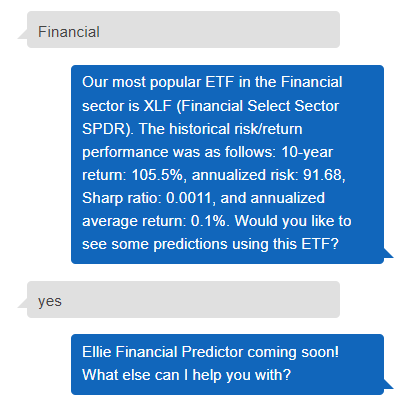 Financial
Our most popular ETF in the Financial
sector is XLF (Financial Select Sector
SPDR). The historical risk/return
performance was as follows: 10-year
return: 105.5%, annualized risk: 91.68,
Sharp ratio: 0.0011, and annualized
average return: 0.1%. Would you like to
see some predictions using this ETF?
yes
Ellie Financial Predictor coming soon!
What else can I help you with?